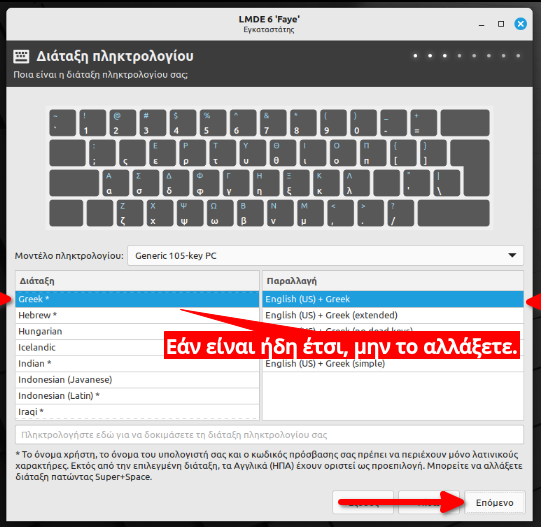 LMDE 6 'Faye'
Εγκαταστάτης
Διάταξη πληκτρολογίου
Ποια είναι η διάταξη πληκτρολογίου σας;
~ ! @ # $ % ^ & * ( ) _ +
` 1 2 3 4 5 6 7 8 9 0 - =
: Ε Ρ Τ Υ Θ Ι Ο Π { }
; ς ε ρ τ υ θ ι ο π [ ]
Α Σ Δ Φ Γ Η Ξ Κ Λ " |
α σ δ φ γ η ξ κ λ ' \
Ζ Χ Ψ Ω Β Ν Μ < > ?
ζ χ ψ ω β ν μ , . /
Μοντέλο πληκτρολογίου: Generic 105-key PC
Διάταξη Παραλλαγή
Greek * English (US) + Greek
Hebrew * English (US) + Greek (extended)
Hungarian English (US) + Greek (no dead keys)
Icelandic
Εάν είναι ήδη έτσι, μην το αλλάξετε.
Indian * English (US) + Greek (simple)
Indonesian (Javanese)
Indonesian (Latin) *
Iraqi *
Πληκτρολογήστε εδώ για να δοκιμάσετε τη διάταξη πληκτρολογίου σας
* Το όνομα χρήστη, το όνομα του υπολογιστή σας και ο κωδικός πρόσβασης σας πρέπει να περιέχουν μόνο λατινικούς
χαρακτήρες. Εκτός από την επιλεγμένη διάταξη, τα Αγγλικά (ΗΠΑ) έχουν οριστεί ως προεπιλογή. Μπορείτε να αλλάξετε
διάταξη πατώντας Super+Space.
Επόμενο